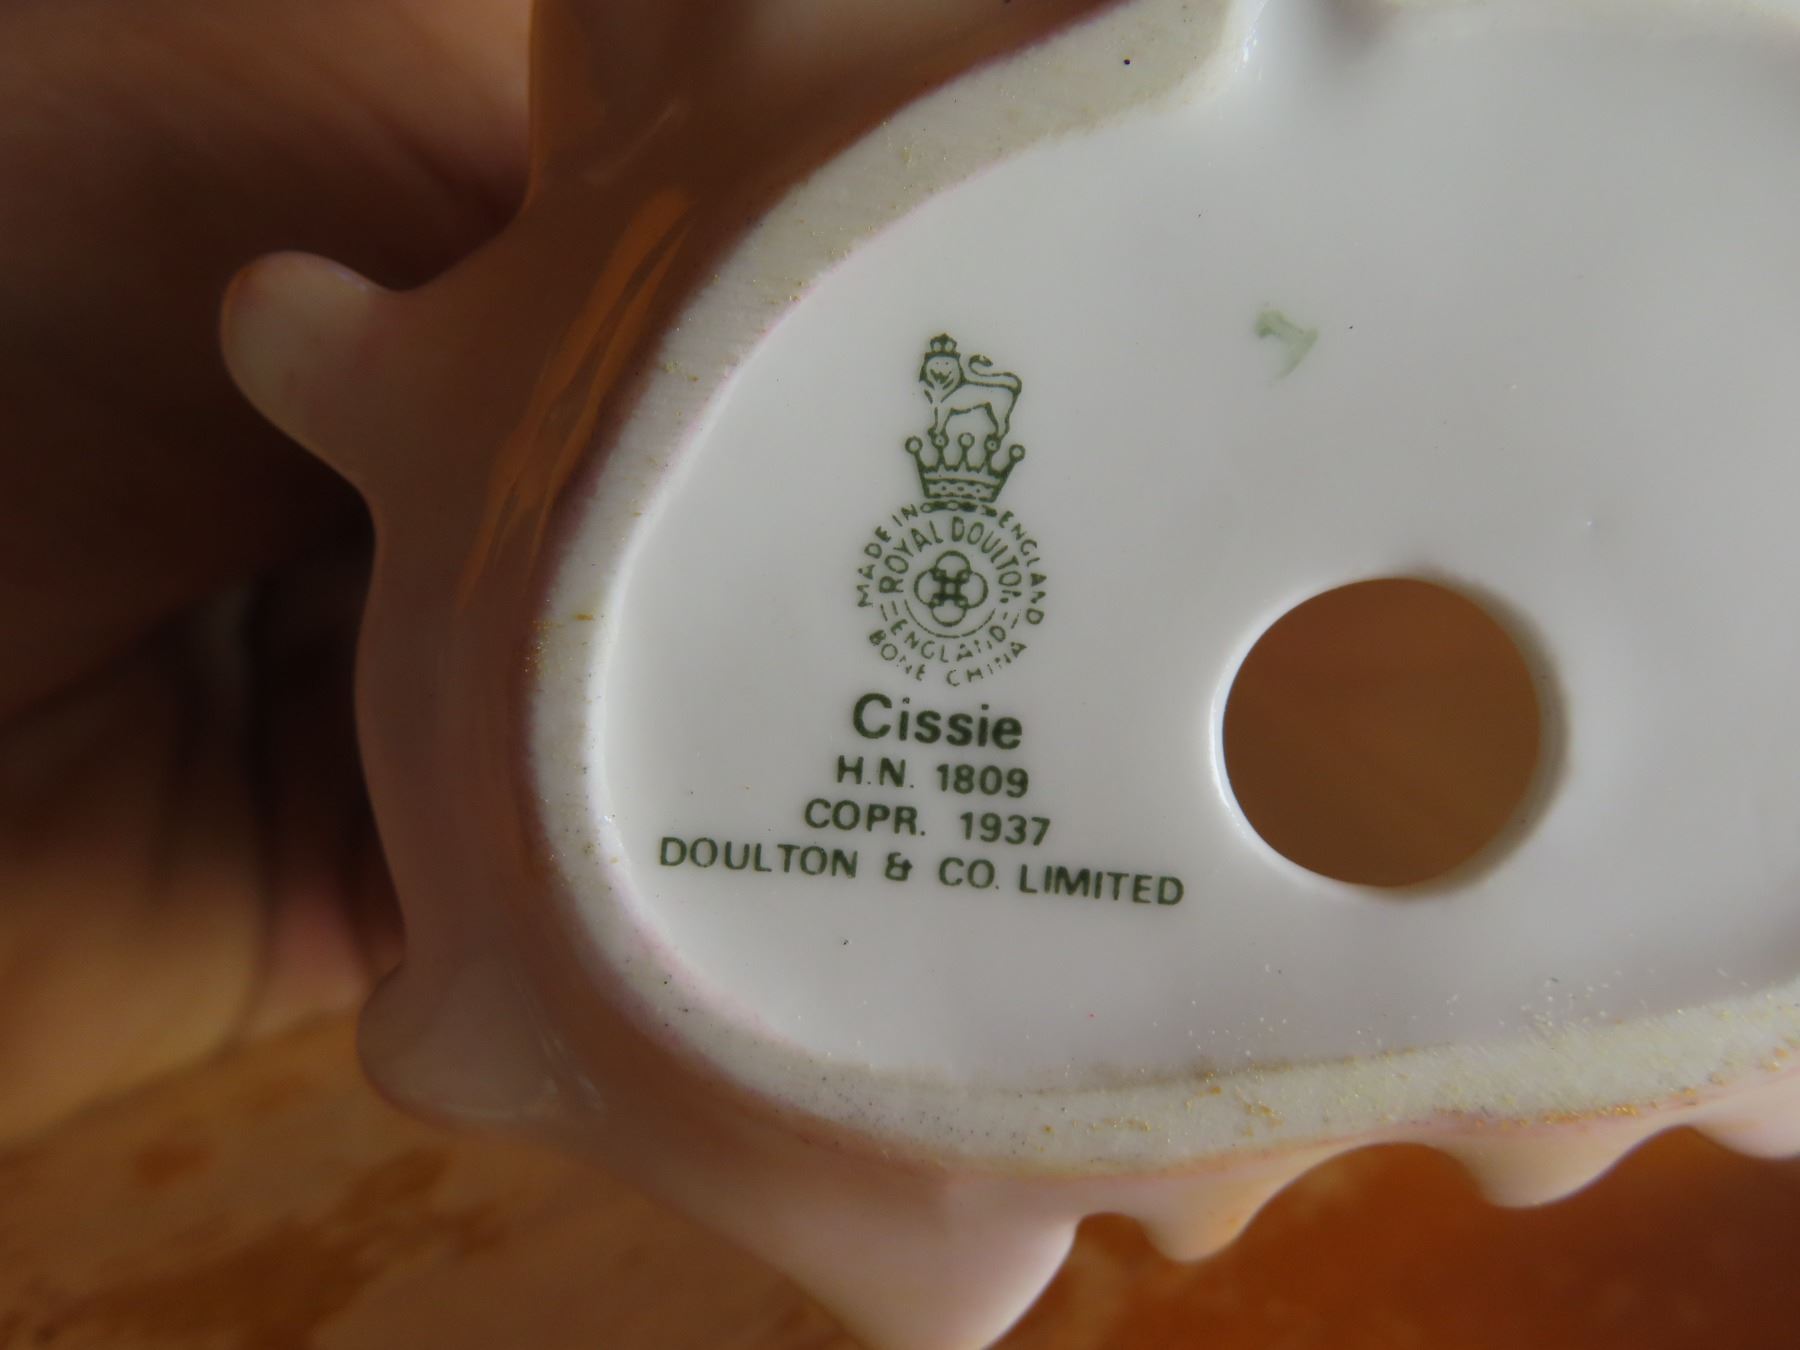 MADE IN ENGLAND
ROYAL DOULTON
ENGLAND
BONE CHINA
Cissie
H.N. 1809
COPR. 1937
DOULTON & CO. LIMITED